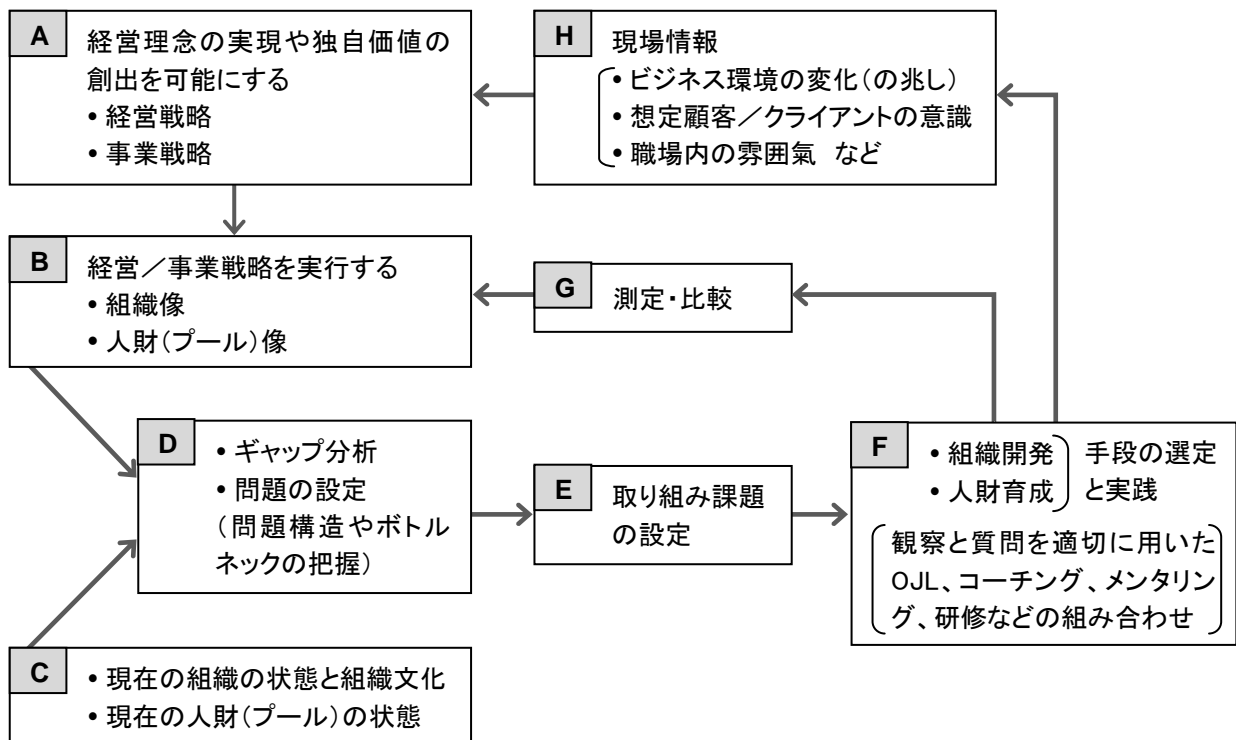 A
経営理念の実現や独自価値の
創出を可能にする
• 経営戦略
• 事業戦略
H
現場情報
• ビジネス環境の変化(の兆し)
• 想定顧客／クライアントの意識
• 職場内の雰囲氣 など
B
経営／事業戦略を実行する
• 組織像
• 人財(プール)像
G
測定・比較
D
• ギャップ分析
• 問題の設定
(問題構造やボトル
ネックの把握)
E
取り組み課題
の設定
F
• 組織開発
• 人財育成
手段の選定
と実践
観察と質問を適切に用いた
OJL、コーチング、メンタリン
グ、研修などの組み合わせ
C
• 現在の組織の状態と組織文化
• 現在の人財(プール)の状態